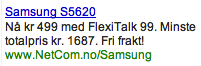 Samsung S5620
Nå kr 499 med FlexiTalk 99. Minste
totalpris kr. 1687. Fri frakt!
www.NetCom.no/Samsung